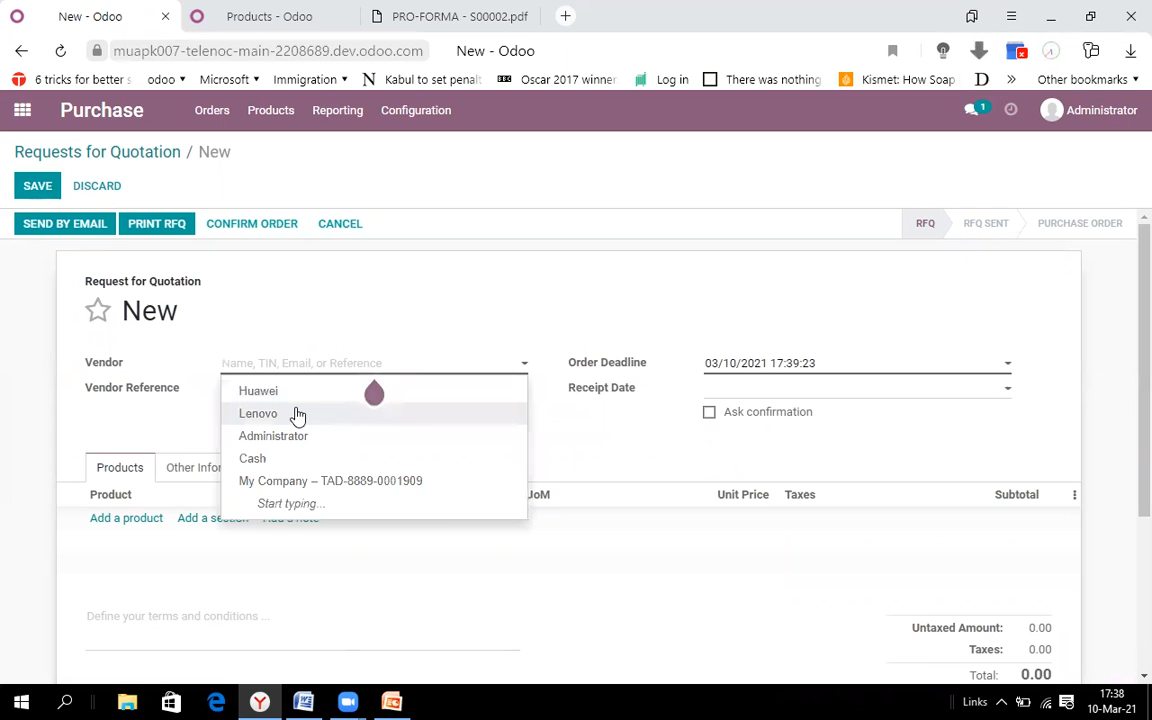 New - Odoo
Products - Odoo
PRO-FORMA - S00002.pdf
muapk007-telenoc-main-2208689.dev.odoo.com
New - Odoo
6 tricks for better s
odoo
Microsoft
Immigration
Kabul to set penalt
Oscar 2017 winner
Log in
There was nothing
Kismet: How Soap
D
Other bookmarks
Purchase
Orders
Products
Reporting
Configuration
1
Administrator
Requests for Quotation / New
SAVE
DISCARD
SEND BY EMAIL
PRINT RFQ
CONFIRM ORDER
CANCEL
RFQ
RFQ SENT
PURCHASE ORDER
Request for Quotation
New
Vendor
Name, TIN, Email, or Reference
Order Deadline
03/10/2021 17:39:23
Vendor Reference
Receipt Date
Ask confirmation
Huawei
Lenovo
Administrator
Cash
My Company – TAD-8889-0001909
Start typing...
Products
Other Infor
Product
UoM
Unit Price
Taxes
Subtotal
Add a product
Add a section
Add a note
Define your terms and conditions ...
Untaxed Amount: 0.00
Taxes: 0.00
Total: 0.00
Links
17:38
10-Mar-21